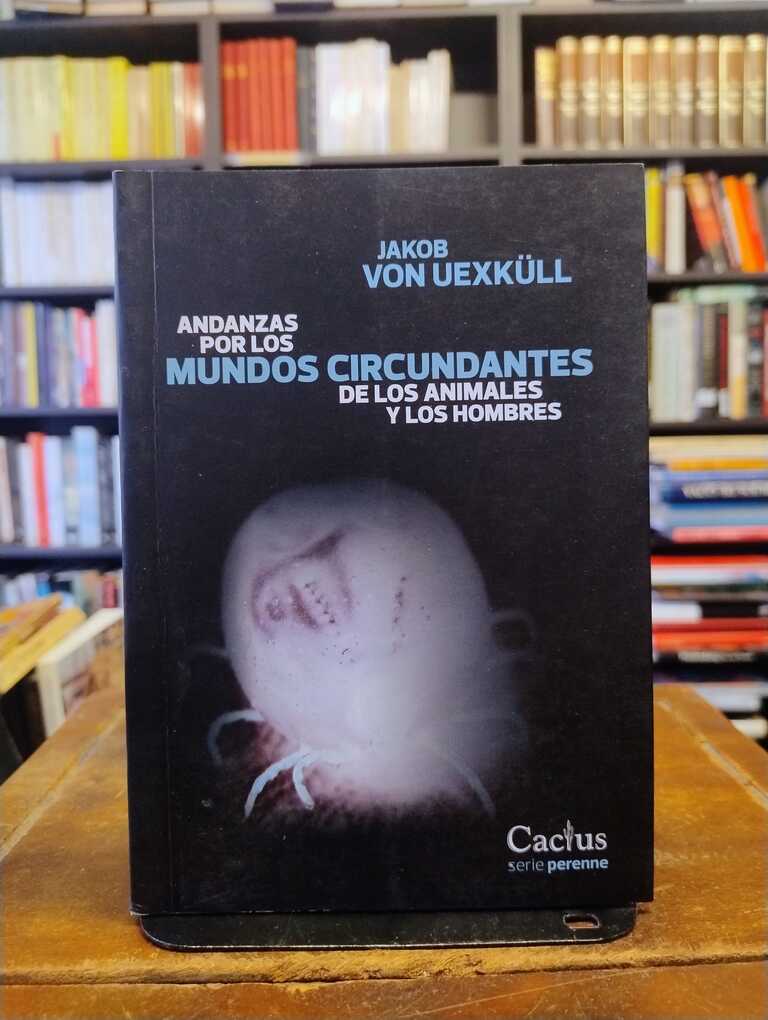 JAKOB
VON UEXKÜLL
ANDANZAS
POR LOS
MUNDOS CIRCUNDANTES
DE LOS ANIMALES
Y LOS HOMBRES
Cactus
serie perenne